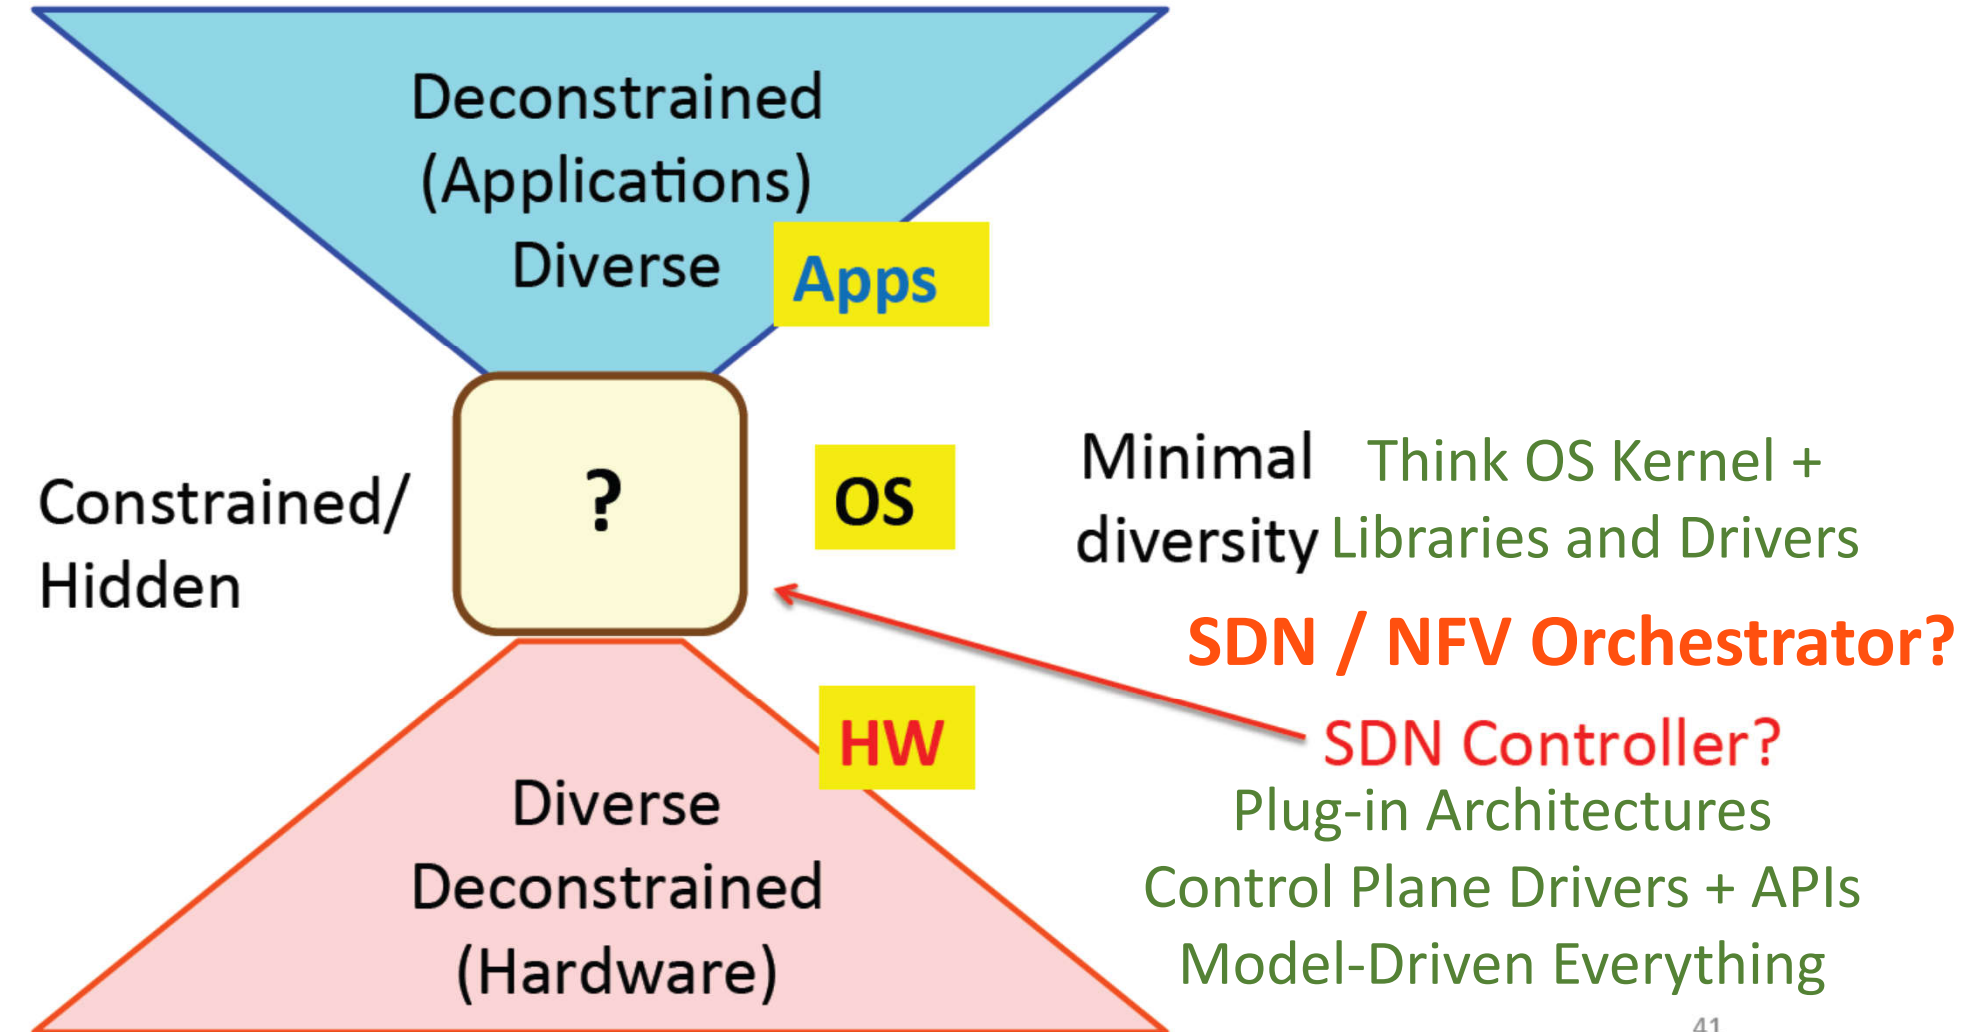 Deconstrained
(Applications)
Diverse
Apps
Constrained/
Hidden
?
OS
Minimal
diversity
Think OS Kernel +
Libraries and Drivers
SDN / NFV Orchestrator?
HW
SDN Controller?
Plug-in Architectures
Control Plane Drivers + APIs
Model-Driven Everything
Diverse
Deconstrained
(Hardware)
41